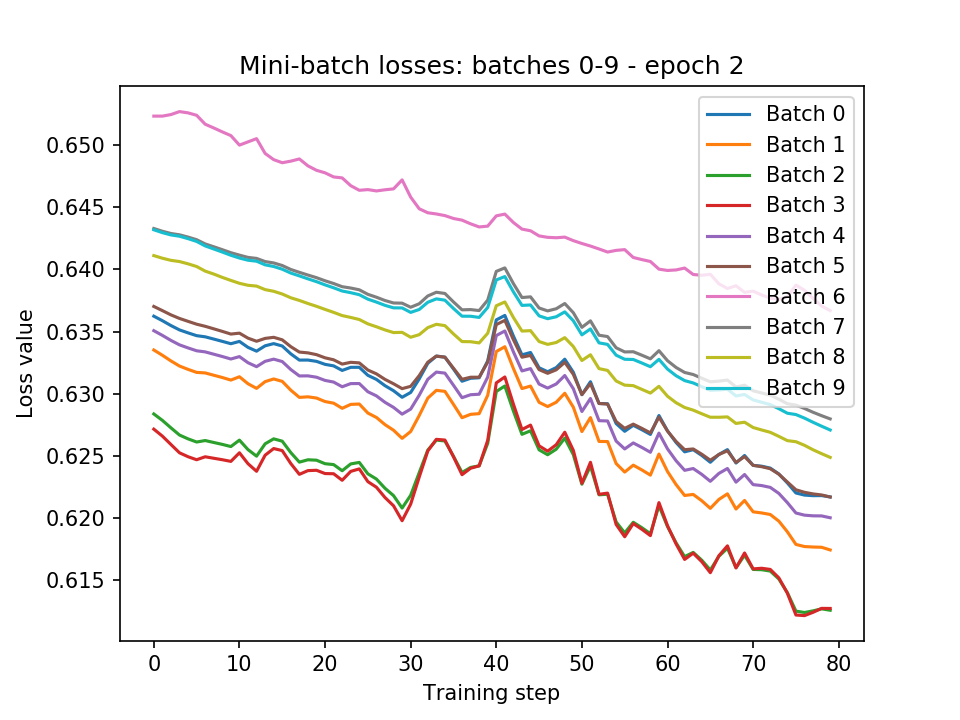 Mini-batch losses: batches 0-9 - epoch 2
Loss value
0.650
0.645
0.640
0.635
0.630
0.625
0.620
0.615
Batch 0
Batch 1
Batch 2
Batch 3
Batch 4
Batch 5
Batch 6
Batch 7
Batch 8
Batch 9
0 10 20 30 40 50 60 70 80
Training step